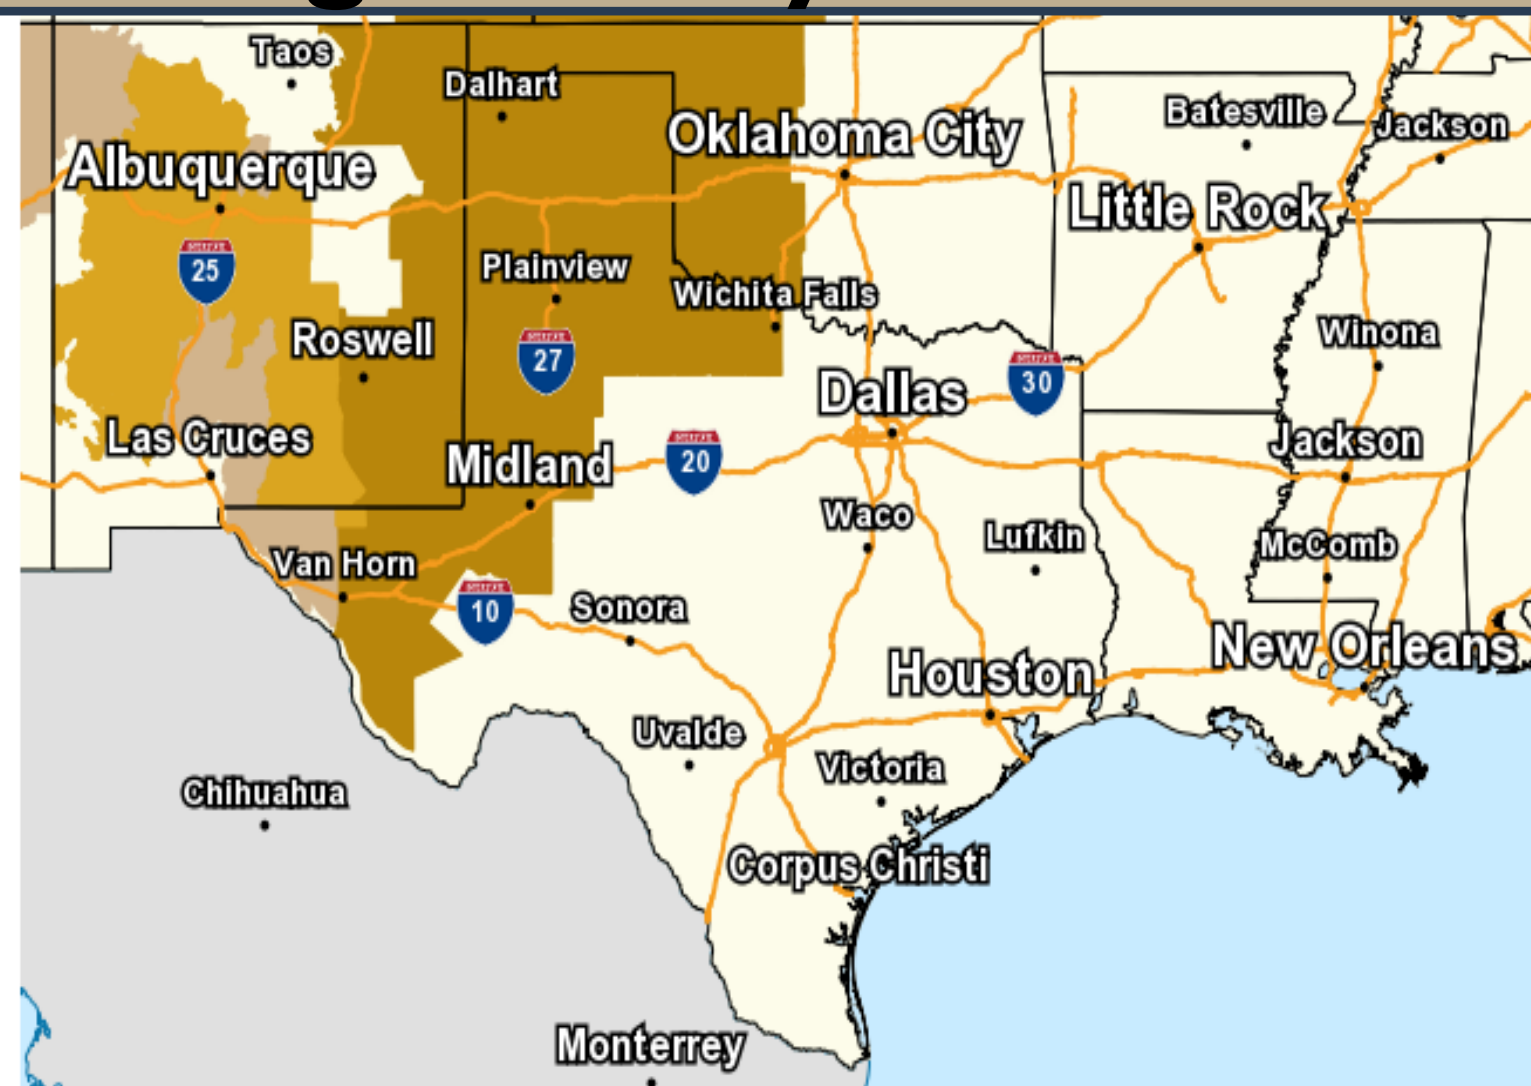 Taos
Dalhart
Oklahoma City
Batesville
Jackson
Albuquerque
Little Rock
25
Plainview
Wichita Falls
Roswell
27
Winona
30
Dallas
Las Cruces
Midland
20
Jackson
Waco
Lufkin
McComb
Van Horn
10
Sonora
New Orleans
Houston
Uvalde
Victoria
Chihuahua
Corpus Christi
Monterrey